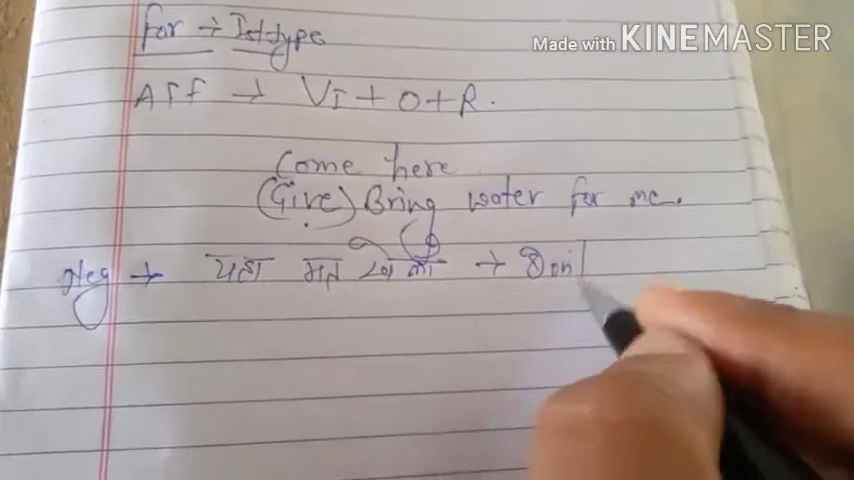 Made with KINEMASTER
For → Ist type
Aff → VI + O + R.
Come here
(Give) Bring water for me.
Neg → यहा मत खेलो → Don't